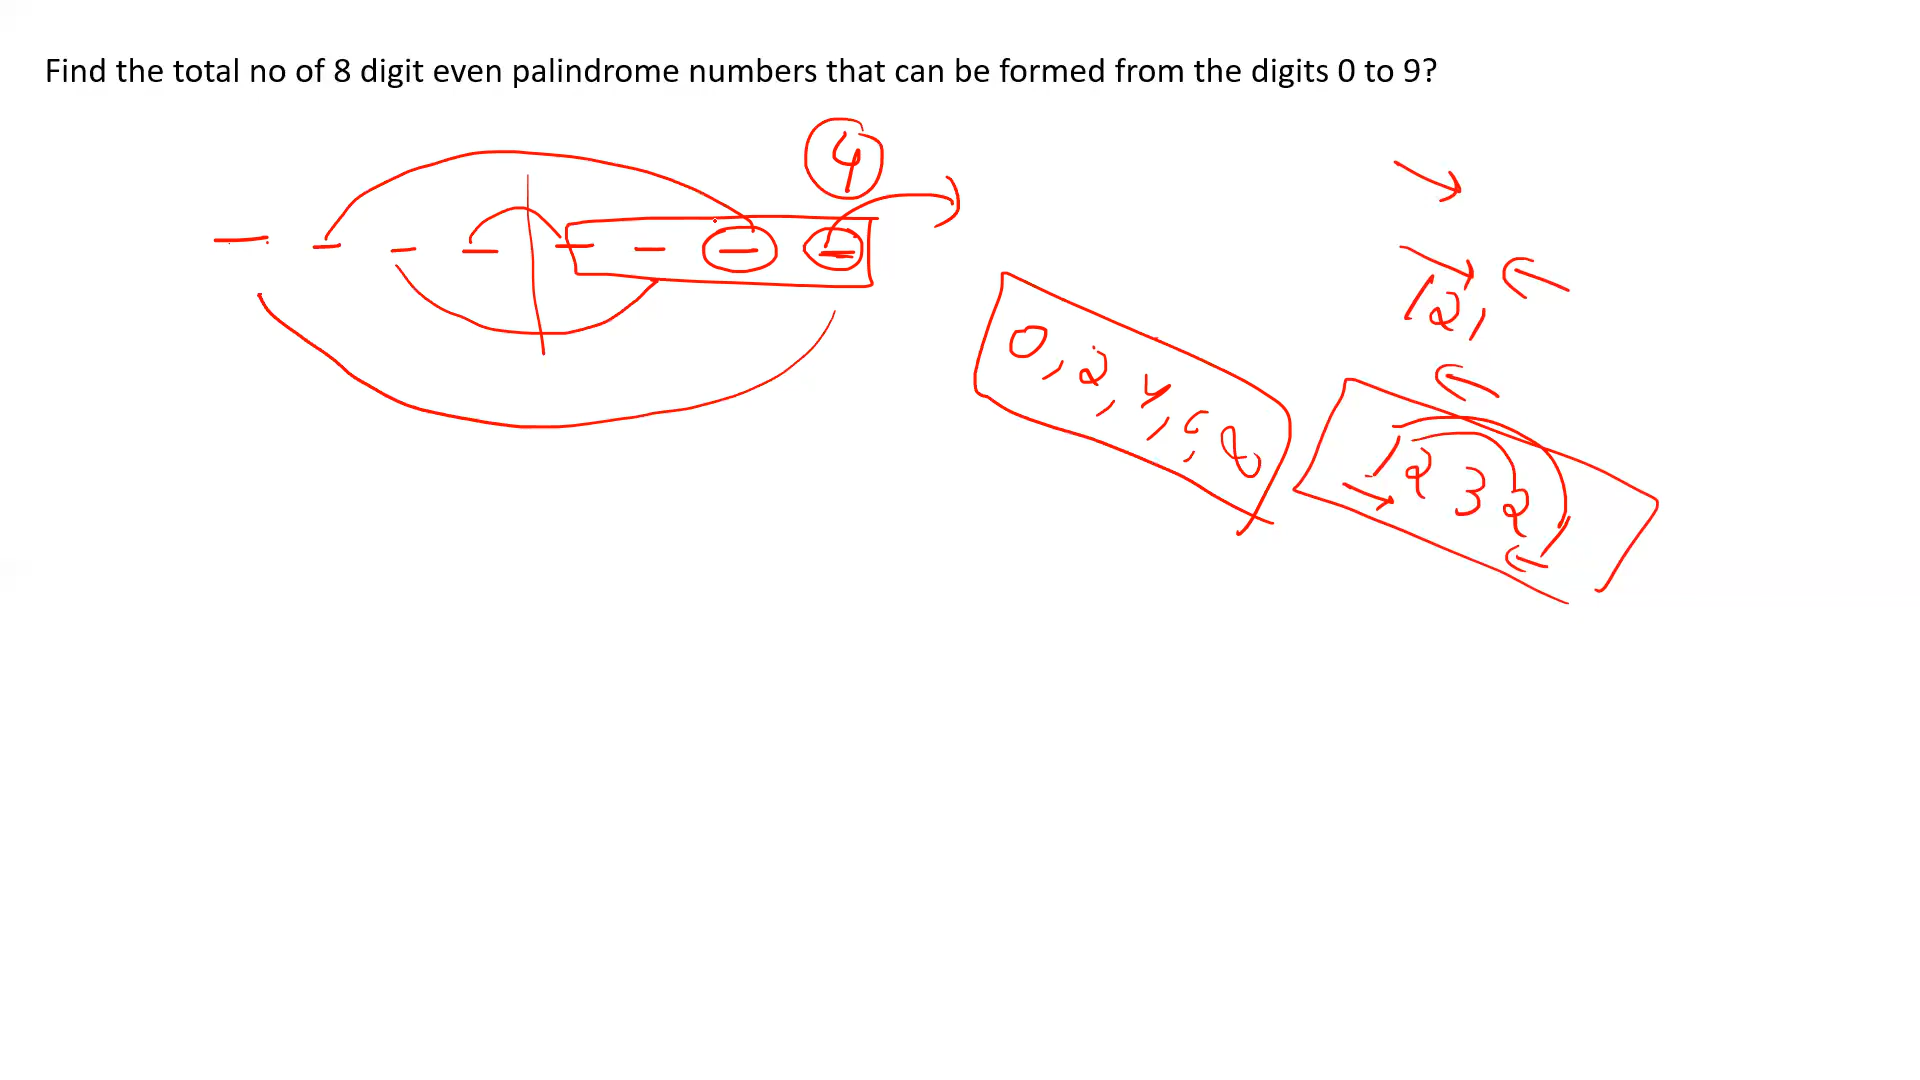 Find the total no of 8 digit even palindrome numbers that can be formed from the digits 0 to 9?
4
121
0, 2, 4, 6, 8
12321